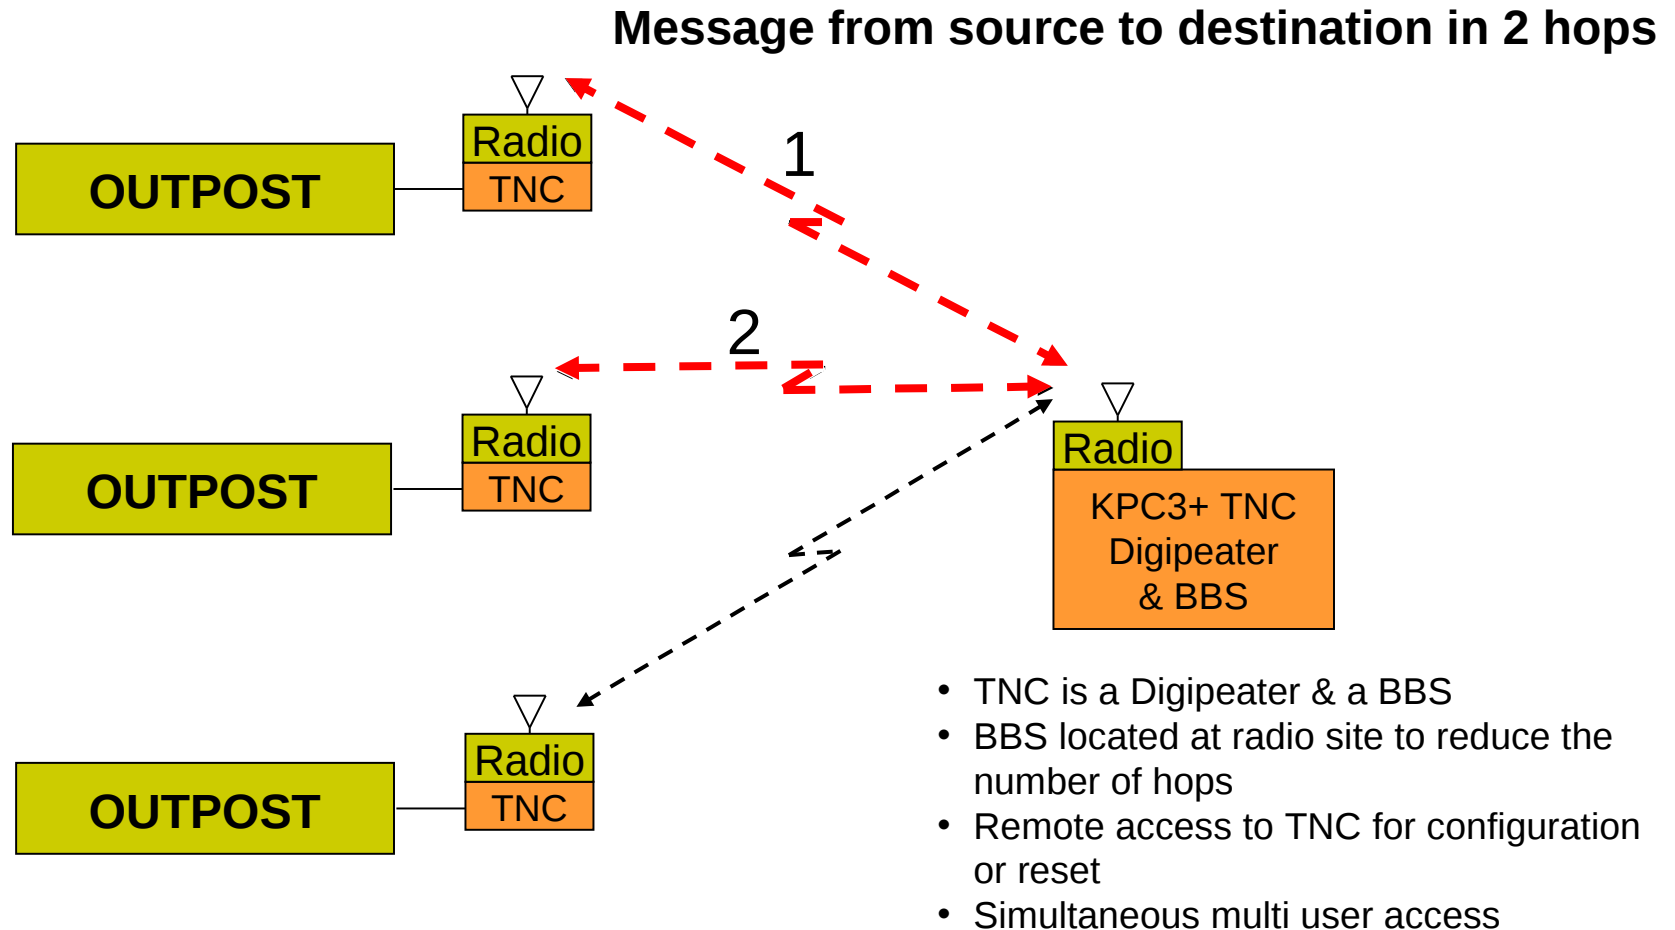 Message from source to destination in 2 hops
Radio
TNC
OUTPOST
1
2
Radio
TNC
OUTPOST
Radio
KPC3+ TNC
Digipeater
& BBS
Radio
TNC
OUTPOST
• TNC is a Digipeater & a BBS
• BBS located at radio site to reduce the
number of hops
• Remote access to TNC for configuration
or reset
• Simultaneous multi user access